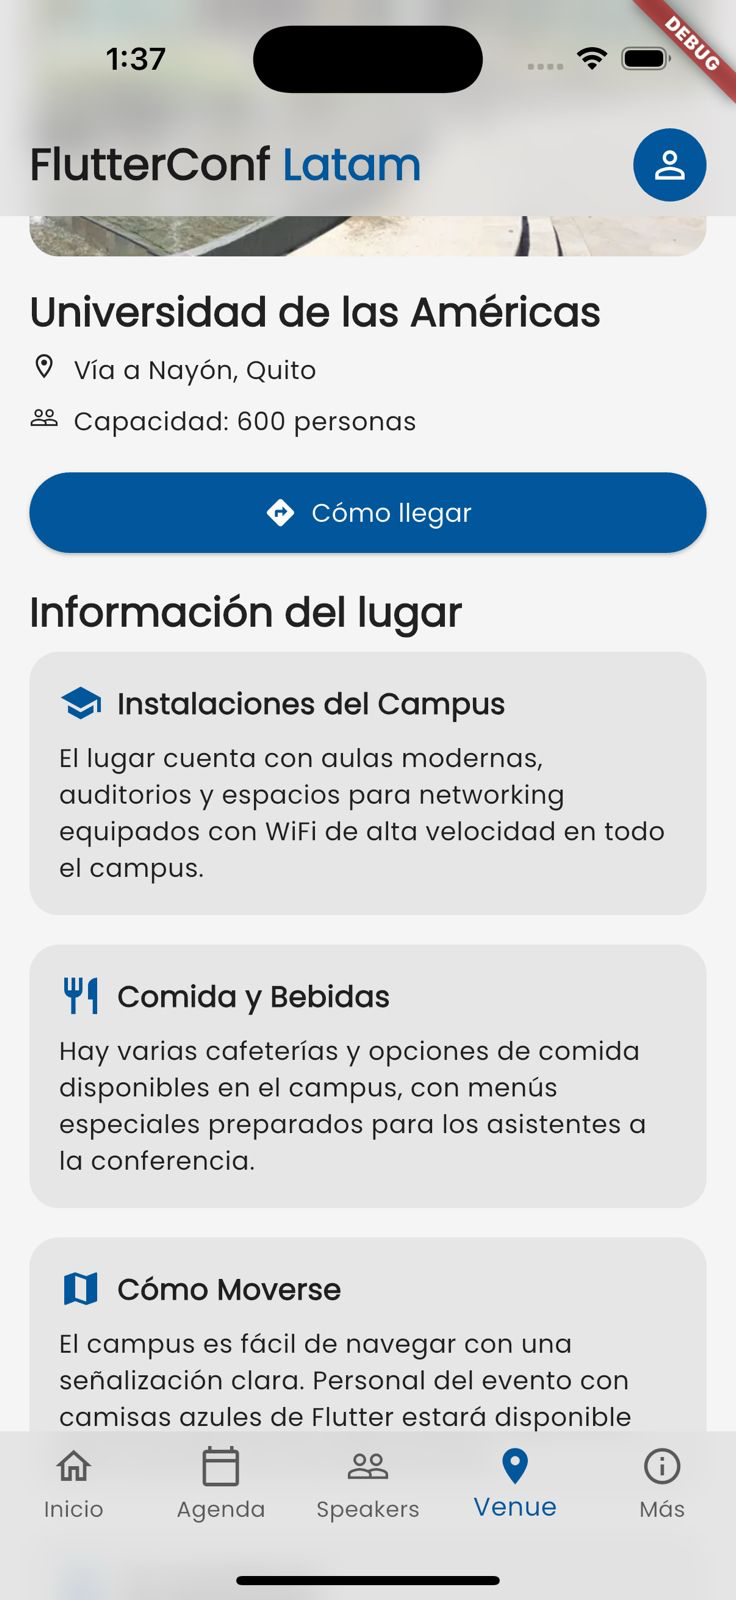 1:37
DEBUG
FlutterConf Latam
Universidad de las Américas
Vía a Nayón, Quito
Capacidad: 600 personas
Cómo llegar
Información del lugar
Instalaciones del Campus
El lugar cuenta con aulas modernas,
auditorios y espacios para networking
equipados con WiFi de alta velocidad en todo
el campus.
Comida y Bebidas
Hay varias cafeterías y opciones de comida
disponibles en el campus, con menús
especiales preparados para los asistentes a
la conferencia.
Cómo Moverse
El campus es fácil de navegar con una
señalización clara. Personal del evento con
camisas azules de Flutter estará disponible
Inicio
Agenda
Speakers
Venue
Más